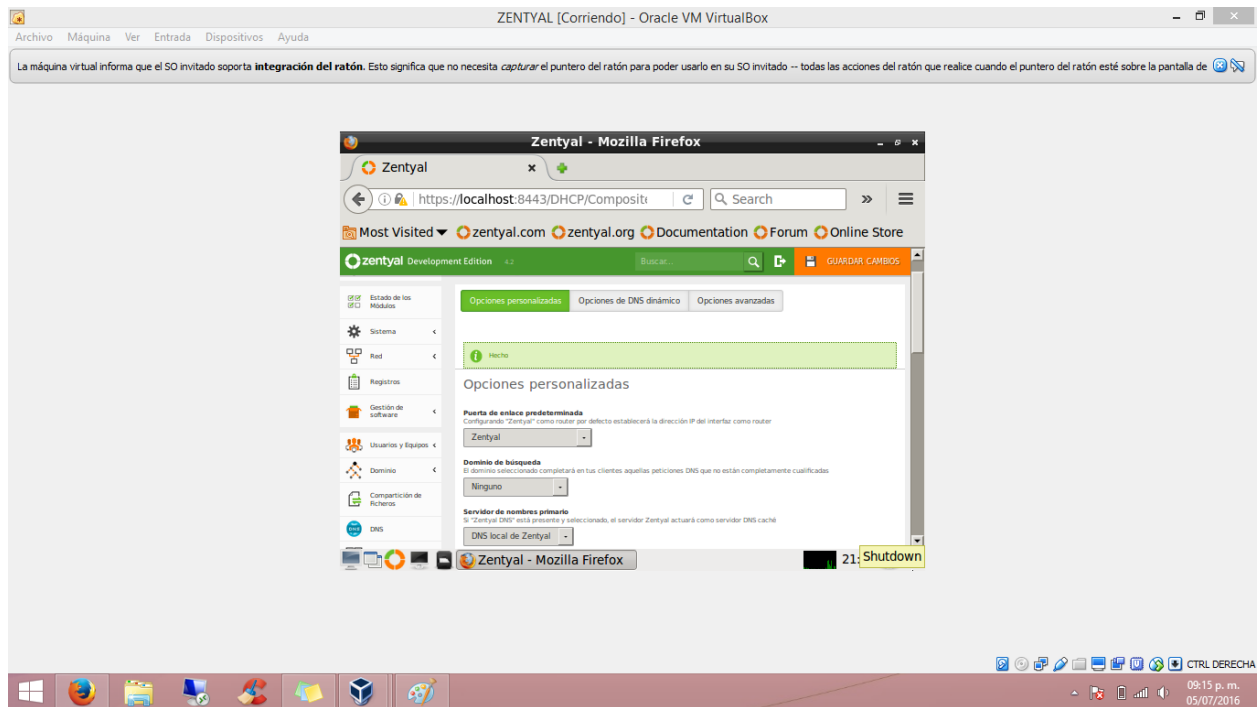 ZENTYAL [Corriendo] - Oracle VM VirtualBox
Archivo Máquina Ver Entrada Dispositivos Ayuda
La máquina virtual informa que el SO invitado soporta integración del ratón. Esto significa que no necesita capturar el puntero del ratón para poder usarlo en su SO invitado -- todas las acciones del ratón que realice cuando el puntero del ratón esté sobre la pantalla de
Zentyal - Mozilla Firefox
Zentyal
https://localhost:8443/DHCP/Composite
Search
Most Visited zentyal.com zentyal.org Documentation Forum Online Store
zentyal Development Edition 4.2
Buscar...
GUARDAR CAMBIOS
Estado de los
Módulos
Sistema
Red
Registros
Gestión de
software
Usuarios y Equipos
Dominio
Compartición de
Ficheros
DNS
Opciones personalizadas Opciones de DNS dinámico Opciones avanzadas
Hecho
Opciones personalizadas
Puerta de enlace predeterminada
Configurando "Zentyal" como router por defecto establecerá la dirección IP del interfaz como router
Zentyal
Dominio de búsqueda
El dominio seleccionado completará en tus clientes aquellas peticiones DNS que no están completamente cualificadas
Ninguno
Servidor de nombres primario
Si "Zentyal DNS" está presente y seleccionado, el servidor Zentyal actuará como servidor DNS caché
DNS local de Zentyal
Zentyal - Mozilla Firefox
21:
Shutdown
CTRL DERECHA
09:15 p. m.
05/07/2016